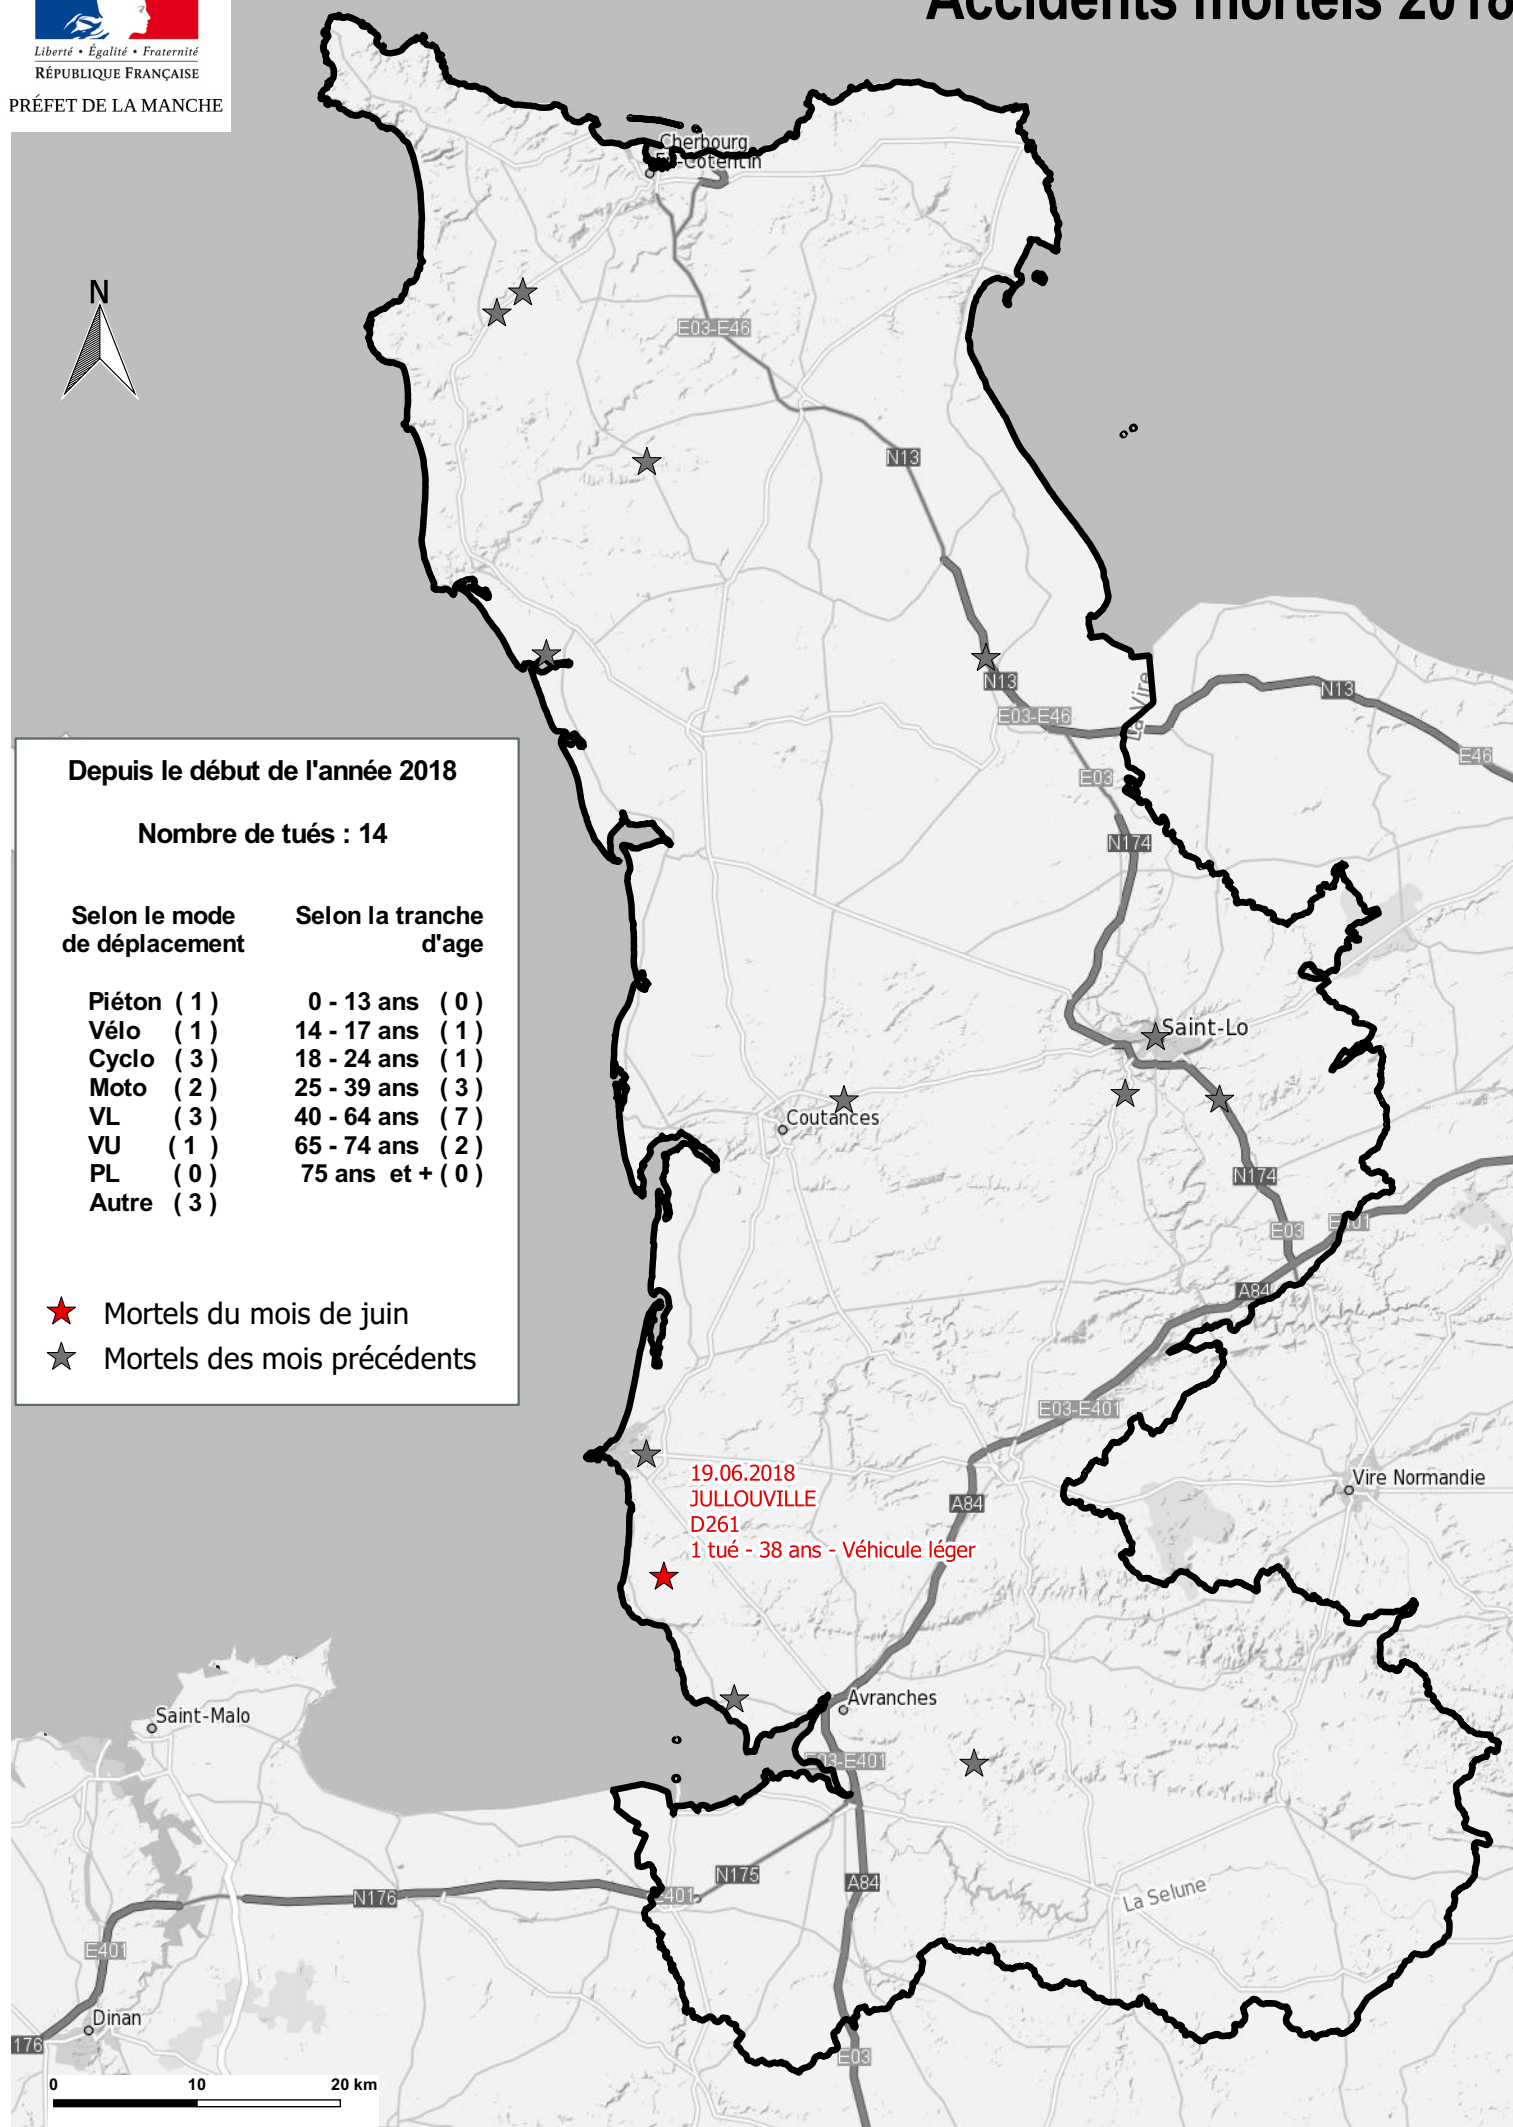 Accidents mortels 2018
Liberté • Égalité • Fraternité
RÉPUBLIQUE FRANÇAISE
PRÉFET DE LA MANCHE
Cherbourg
En-Cotentin
N
E03-E46
N13
N13
E03-E46
La Vire
N13
E46
E03
N174
Depuis le début de l'année 2018
Nombre de tués : 14
Selon le mode
de déplacement
Selon la tranche
d'age
Piéton ( 1 ) 0 - 13 ans ( 0 )
Vélo ( 1 ) 14 - 17 ans ( 1 )
Cyclo ( 3 ) 18 - 24 ans ( 1 )
Moto ( 2 ) 25 - 39 ans ( 3 )
VL ( 3 ) 40 - 64 ans ( 7 )
VU ( 1 ) 65 - 74 ans ( 2 )
PL ( 0 ) 75 ans et + ( 0 )
Autre ( 3 )
Mortels du mois de juin
Mortels des mois précédents
Saint-Lo
Coutances
N174
E03
E401
A84
E03-E401
Vire Normandie
A84
19.06.2018
JULLOUVILLE
D261
1 tué - 38 ans - Véhicule léger
Saint-Malo
Avranches
E03-E401
N175
A84
N176
E401
La Selune
E401
Dinan
176
E03
0 10 20 km